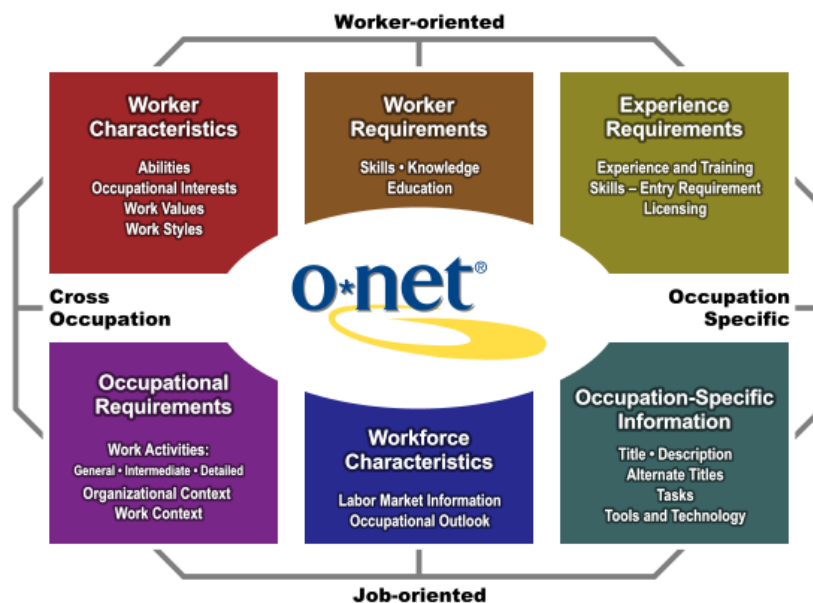 Worker-oriented
Worker
Characteristics
Abilities
Occupational Interests
Work Values
Work Styles
Worker
Requirements
Skills • Knowledge
Education
Experience
Requirements
Experience and Training
Skills – Entry Requirement
Licensing
Cross
Occupation
o*net®
Occupation
Specific
Occupational
Requirements
Work Activities:
General • Intermediate • Detailed
Organizational Context
Work Context
Workforce
Characteristics
Labor Market Information
Occupational Outlook
Occupation-Specific
Information
Title • Description
Alternate Titles
Tasks
Tools and Technology
Job-oriented